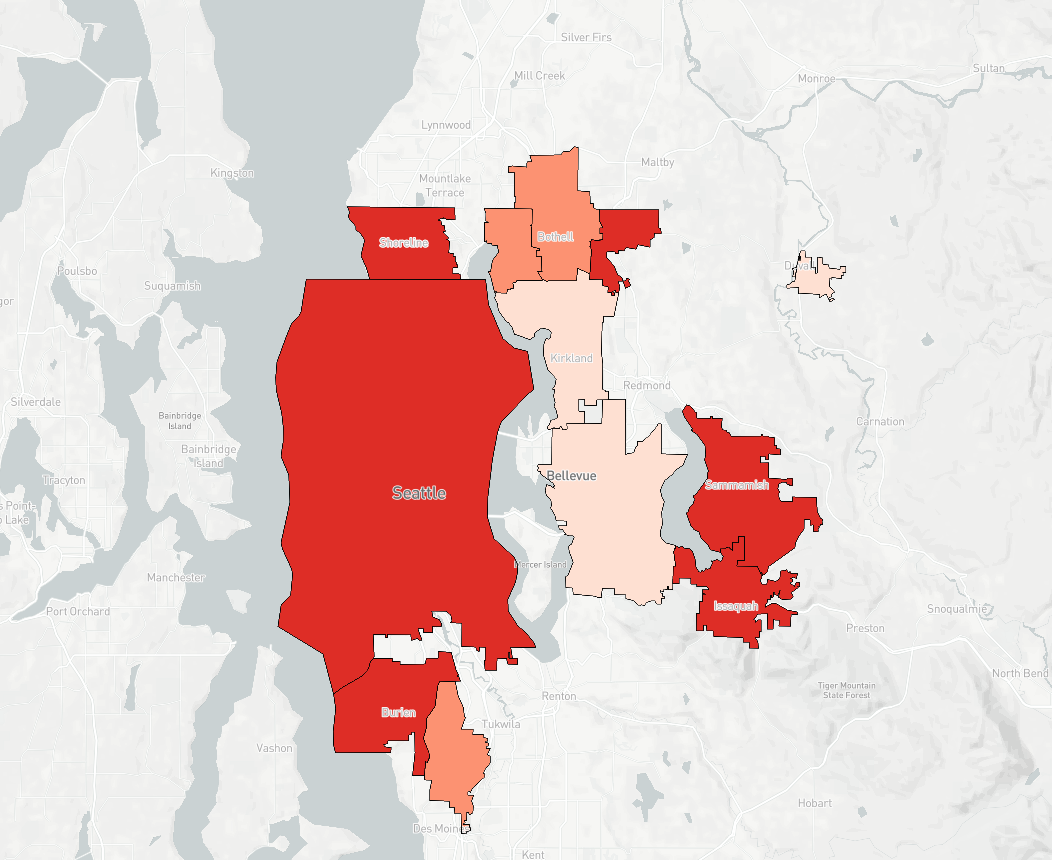 Silver Firs
Sultan
Mill Creek
Monroe
Lynnwood
Maltby
Kingston
Mountlake
Terrace
Shoreline
Bothell
Poulsbo
Duval
Suquamish
gor
Kirkland
Redmond
Silverdale
Bainbridge
Island
Carnation
Bainbridge
Island
Tracyton
Bellevue
Sammamish
Seattle
s Point-
o Lake
Mercer Island
Manchester
Port Orchard
Issaquah
Snoqualmie
Preston
North Bend
Tiger Mountain
State Forest
Renton
Burien
Tukwila
Vashon
Hobart
Des Moine
Kent